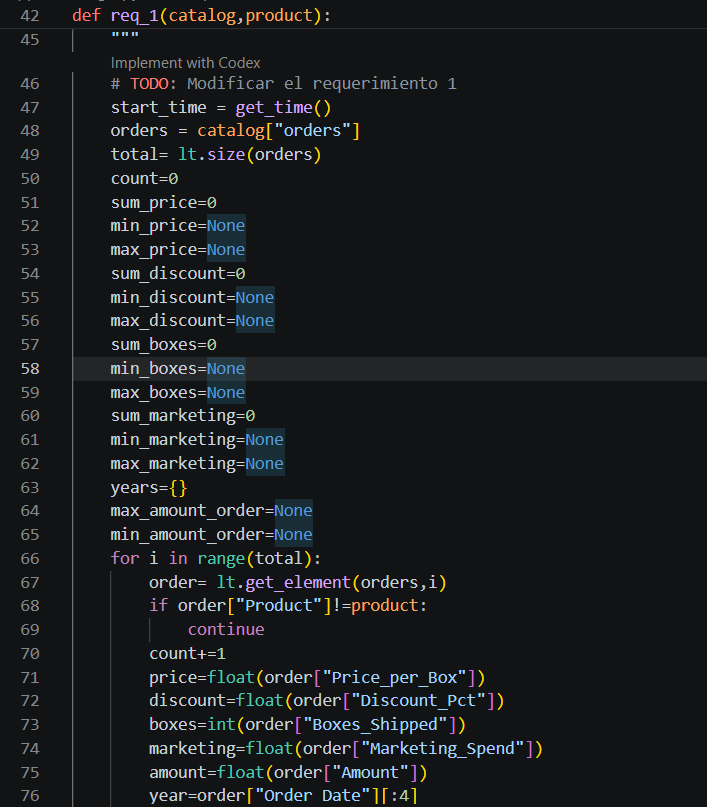 42 def req_1(catalog,product):
45 """
Implement with Codex
46 # TODO: Modificar el requerimiento 1
47 start_time = get_time()
48 orders = catalog["orders"]
49 total= lt.size(orders)
50 count=0
51 sum_price=0
52 min_price=None
53 max_price=None
54 sum_discount=0
55 min_discount=None
56 max_discount=None
57 sum_boxes=0
58 min_boxes=None
59 max_boxes=None
60 sum_marketing=0
61 min_marketing=None
62 max_marketing=None
63 years={}
64 max_amount_order=None
65 min_amount_order=None
66 for i in range(total):
67 order= lt.get_element(orders,i)
68 if order["Product"]!=product:
69 continue
70 count+=1
71 price=float(order["Price_per_Box"])
72 discount=float(order["Discount_Pct"])
73 boxes=int(order["Boxes_Shipped"])
74 marketing=float(order["Marketing_Spend"])
75 amount=float(order["Amount"])
76 year=order["Order_Date"][:4]